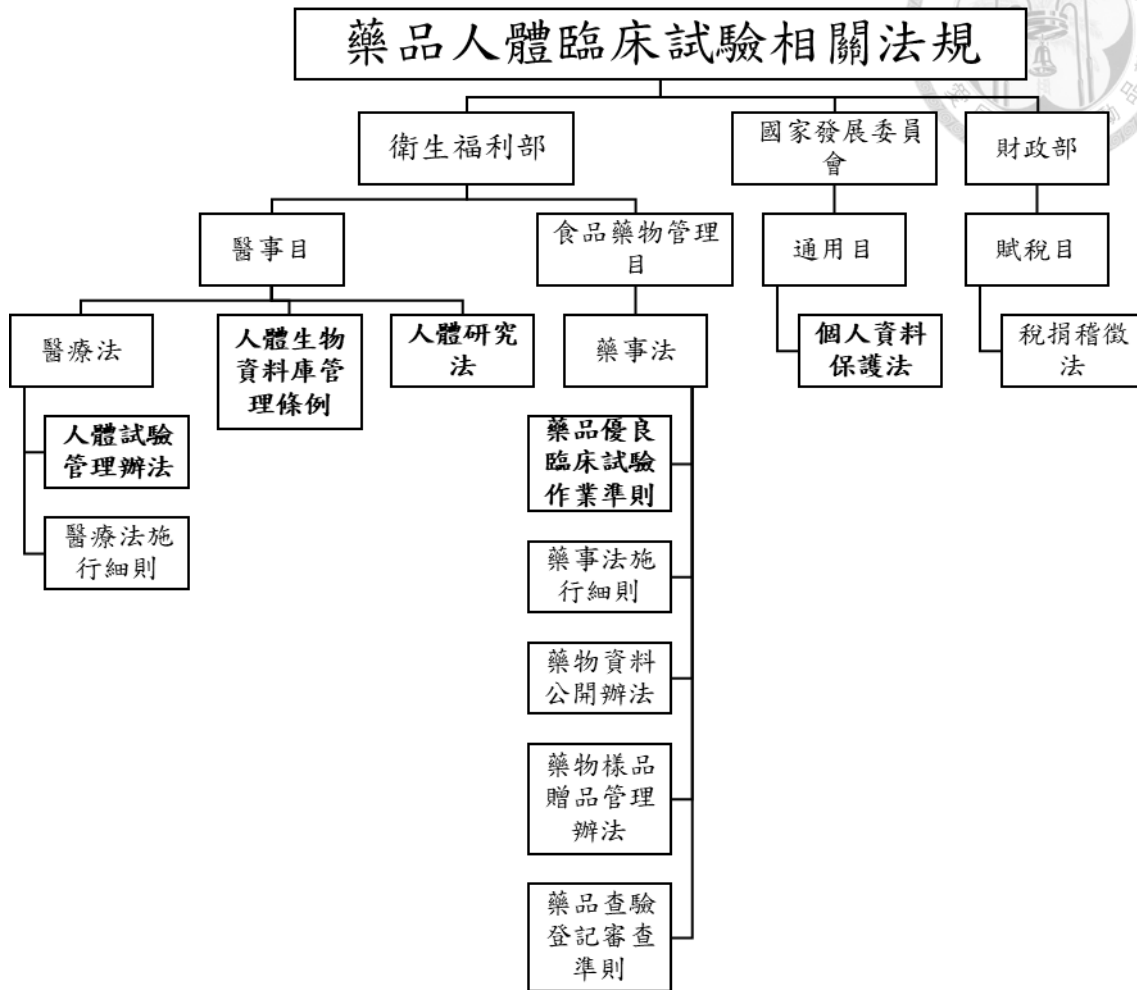 藥品人體臨床試驗相關法規
衛生福利部
國家發展委員
會
財政部
醫事目
食品藥物管理
目
通用目
賦稅目
醫療法
人體生物
資料庫管
理條例
人體研究
法
藥事法
個人資料
保護法
稅捐稽徵
法
人體試驗
管理辦法
醫療法施
行細則
藥品優良
臨床試驗
作業準則
藥事法施
行細則
藥物資料
公開辦法
藥物樣品
贈品管理
辦法
藥品查驗
登記審查
準則